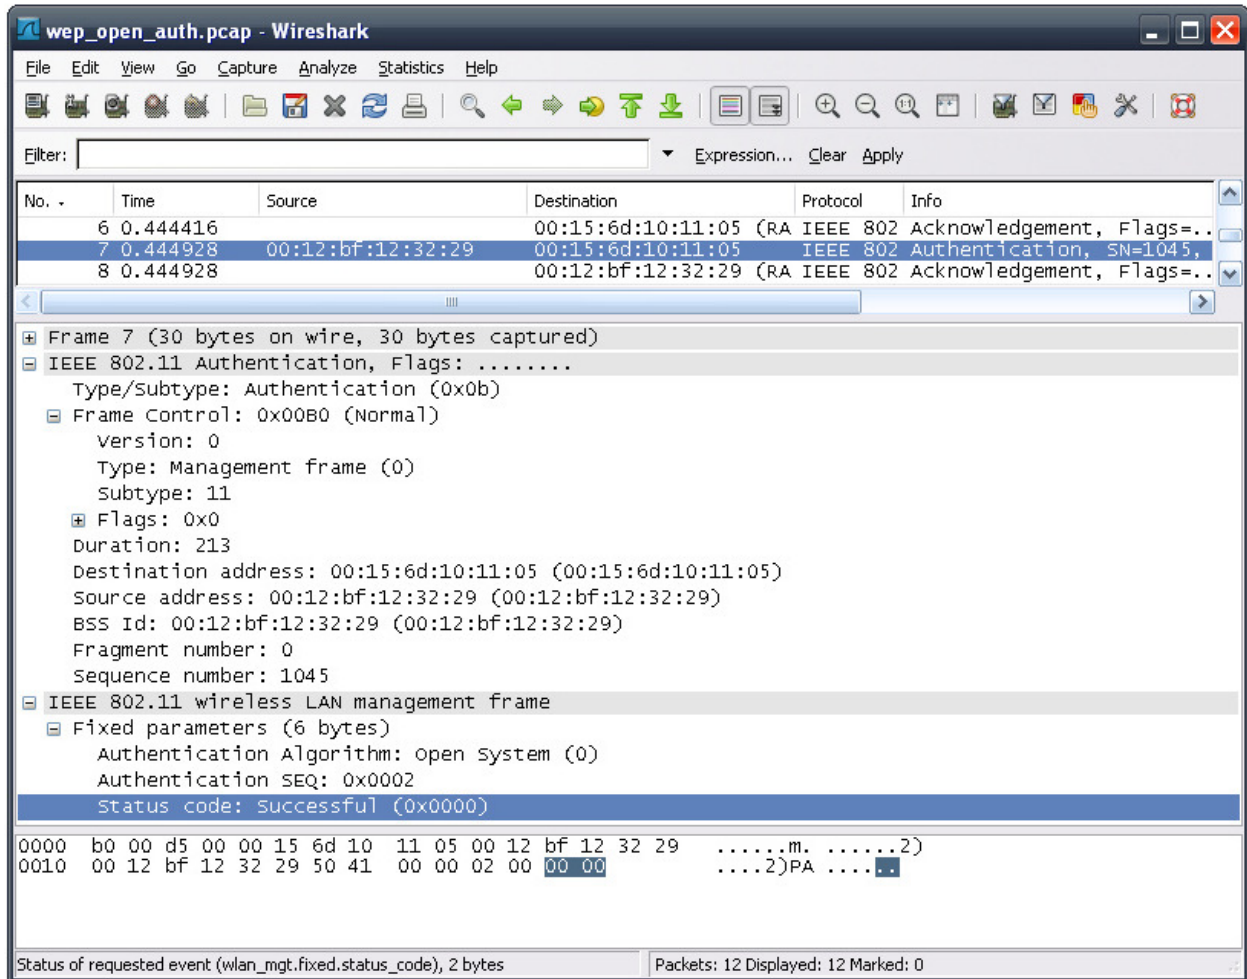 wep_open_auth.pcap - Wireshark
File Edit View Go Capture Analyze Statistics Help
Filter: Expression... Clear Apply
No. Time Source Destination Protocol Info
6 0.444416 00:15:6d:10:11:05 (RA IEEE 802 Acknowledgement, Flags=..
7 0.444928 00:12:bf:12:32:29 00:15:6d:10:11:05 IEEE 802 Authentication, SN=1045,
8 0.444928 00:12:bf:12:32:29 (RA IEEE 802 Acknowledgement, Flags=..
Frame 7 (30 bytes on wire, 30 bytes captured)
IEEE 802.11 Authentication, Flags: ........
Type/Subtype: Authentication (0x0b)
Frame Control: 0x00B0 (Normal)
Version: 0
Type: Management frame (0)
Subtype: 11
Flags: 0x0
Duration: 213
Destination address: 00:15:6d:10:11:05 (00:15:6d:10:11:05)
Source address: 00:12:bf:12:32:29 (00:12:bf:12:32:29)
BSS Id: 00:12:bf:12:32:29 (00:12:bf:12:32:29)
Fragment number: 0
Sequence number: 1045
IEEE 802.11 wireless LAN management frame
Fixed parameters (6 bytes)
Authentication Algorithm: Open System (0)
Authentication SEQ: 0x0002
Status code: Successful (0x0000)
0000 b0 00 d5 00 00 15 6d 10 11 05 00 12 bf 12 32 29 ......m. ......2)
0010 00 12 bf 12 32 29 50 41 00 00 02 00 00 00 ....2)PA ......
Status of requested event (wlan_mgt.fixed.status_code), 2 bytes Packets: 12 Displayed: 12 Marked: 0